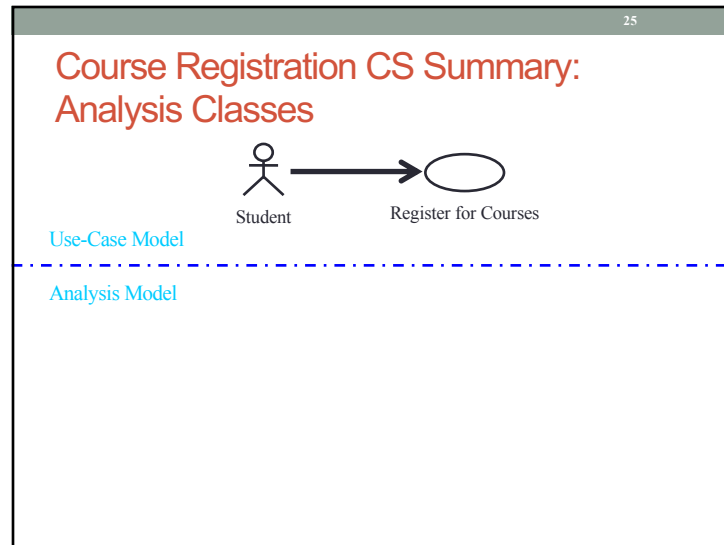 25
Course Registration CS Summary:
Analysis Classes
Student
Register for Courses
Use-Case Model
Analysis Model